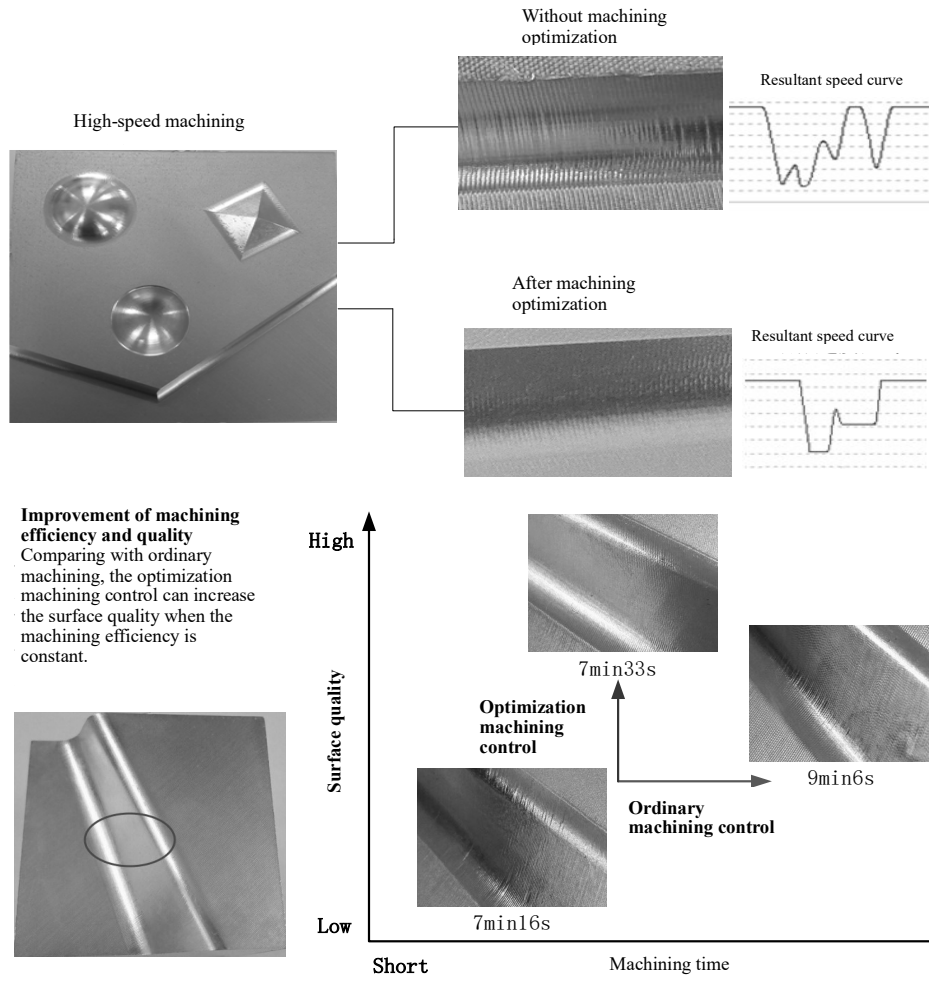 Without machining
optimization
Resultant speed curve
High-speed machining
After machining
optimization
Resultant speed curve
Improvement of machining
efficiency and quality
Comparing with ordinary
machining, the optimization
machining control can increase
the surface quality when the
machining efficiency is
constant.
High
Surface quality
7min33s
Optimization
machining
control
9min6s
Ordinary
machining control
7min16s
Low
Short
Machining time